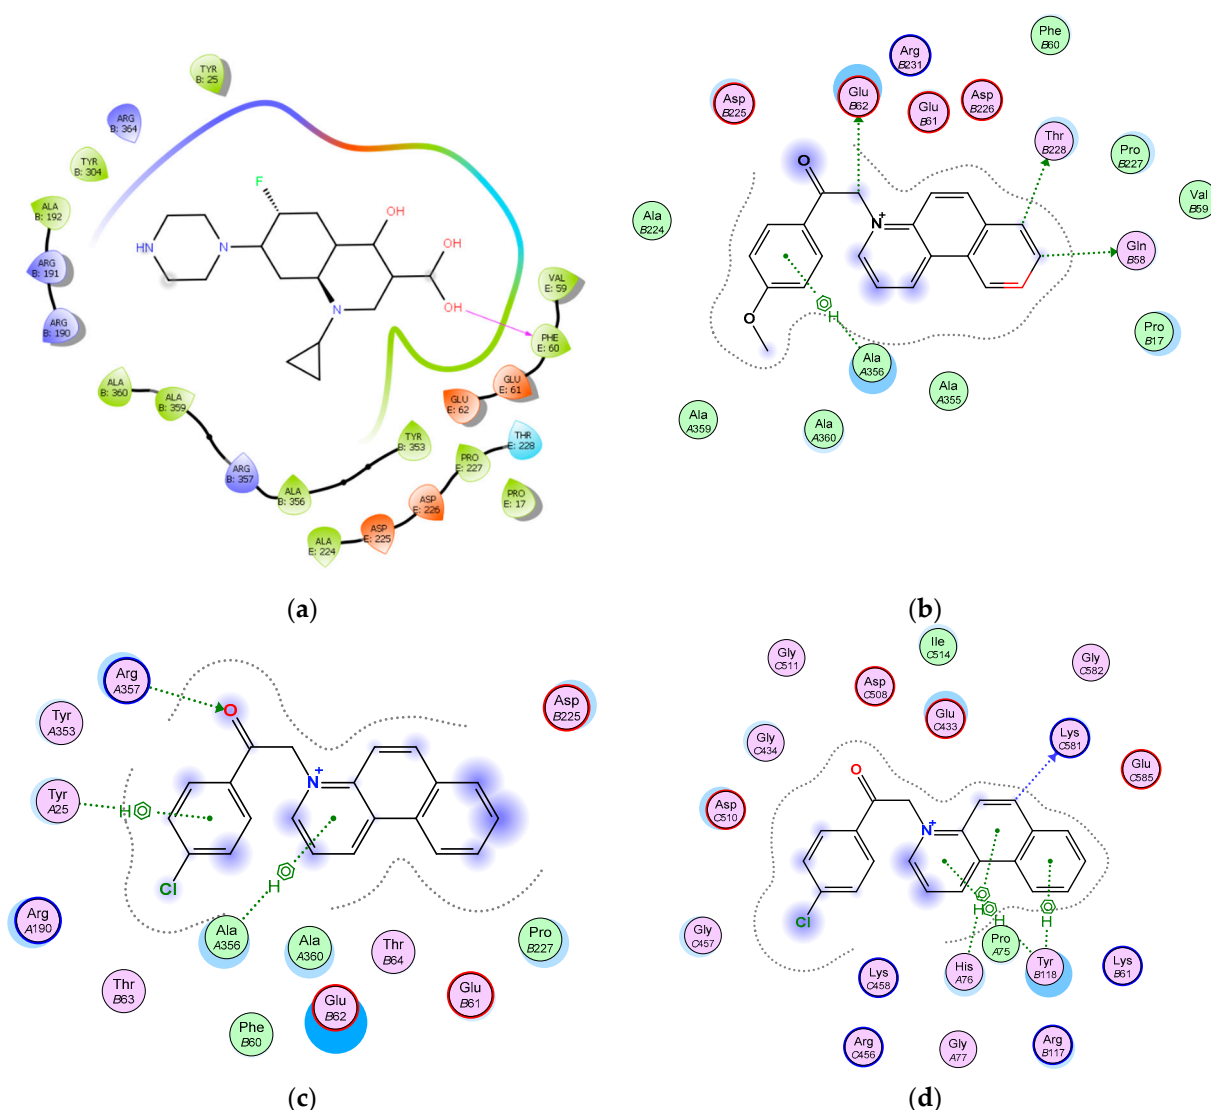 TYR
B: 25
ARG
B: 364
TYR
B: 304
ALA
B: 192
ARG
B: 191
ARG
B: 190
F
HN
N
OH
OH
OH
N
VAL
E: 59
PHE
E: 60
GLU
E: 61
GLU
E: 62
ALA
B: 360
ALA
B: 359
ARG
B: 357
ALA
B: 356
TYR
B: 353
THR
E: 228
PRO
E: 227
PRO
E: 17
ASP
E: 226
ASP
E: 225
ALA
E: 224
(a)
Phe
B60
Arg
B231
Glu
B62
Asp
B225
Glu
B61
Asp
B226
Thr
B228
Pro
B227
Val
B59
O
N+
Ala
B224
Gln
B58
O
H
Ala
A356
Pro
B17
Ala
A355
Ala
A359
Ala
A360
(b)
Arg
A357
Tyr
A353
O
Asp
B225
Tyr
A25
H
N+
Cl
H
Arg
A190
Ala
A356
Ala
A360
Thr
B64
Pro
B227
Thr
B63
Glu
B62
Glu
B61
Phe
B60
(c)
Ile
C514
Gly
C511
Gly
C582
Asp
C508
Glu
C433
Gly
C434
Lys
C581
Glu
C585
O
Asp
C510
N+
Cl
H
H
H
Gly
C457
Pro
A75
Lys
C458
His
A76
Tyr
B118
Lys
B61
Arg
C456
Gly
A77
Arg
B117
(d)